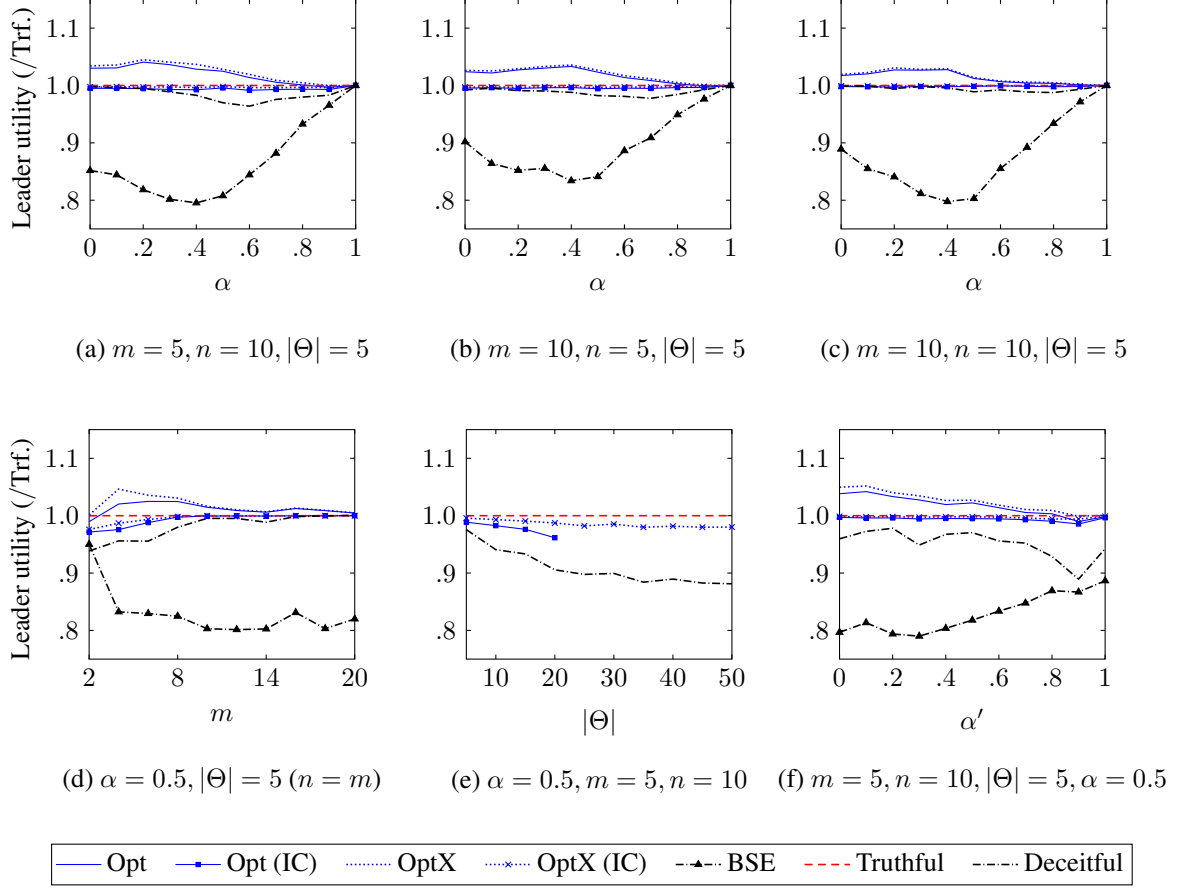 Leader utility (/Trf.)
1.1
1.0
.9
.8
0 .2 .4 .6 .8 1
α
(a) m = 5, n = 10, |Θ| = 5
1.1
1.0
.9
.8
0 .2 .4 .6 .8 1
α
(b) m = 10, n = 5, |Θ| = 5
1.1
1.0
.9
.8
0 .2 .4 .6 .8 1
α
(c) m = 10, n = 10, |Θ| = 5
Leader utility (/Trf.)
1.1
1.0
.9
.8
2 8 14 20
m
(d) α = 0.5, |Θ| = 5 (n = m)
1.1
1.0
.9
.8
10 20 30 40 50
|Θ|
(e) α = 0.5, m = 5, n = 10
1.1
1.0
.9
.8
0 .2 .4 .6 .8 1
α′
(f) m = 5, n = 10, |Θ| = 5, α = 0.5
Opt Opt (IC) OptX OptX (IC) BSE Truthful Deceitful